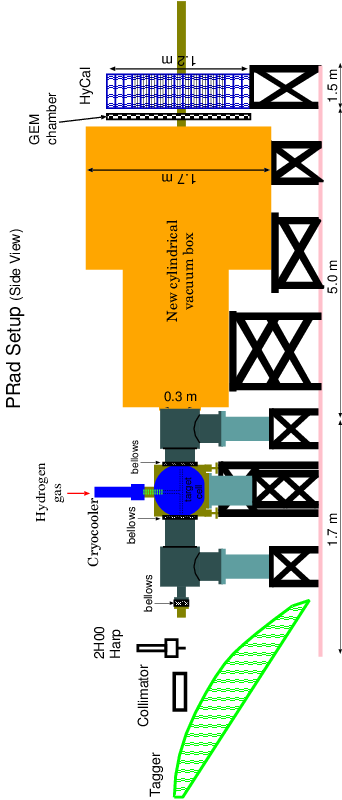 PRad Setup (Side View)
Tagger
Collimator
2H00
Harp
bellows
bellows
bellows
Hydrogen
gas
Cryocooler
target
cell
0.3 m
New cylindrical
vacuum box
1.7 m
GEM
chamber
HyCal
1.2 m
1.7 m
5.0 m
1.5 m